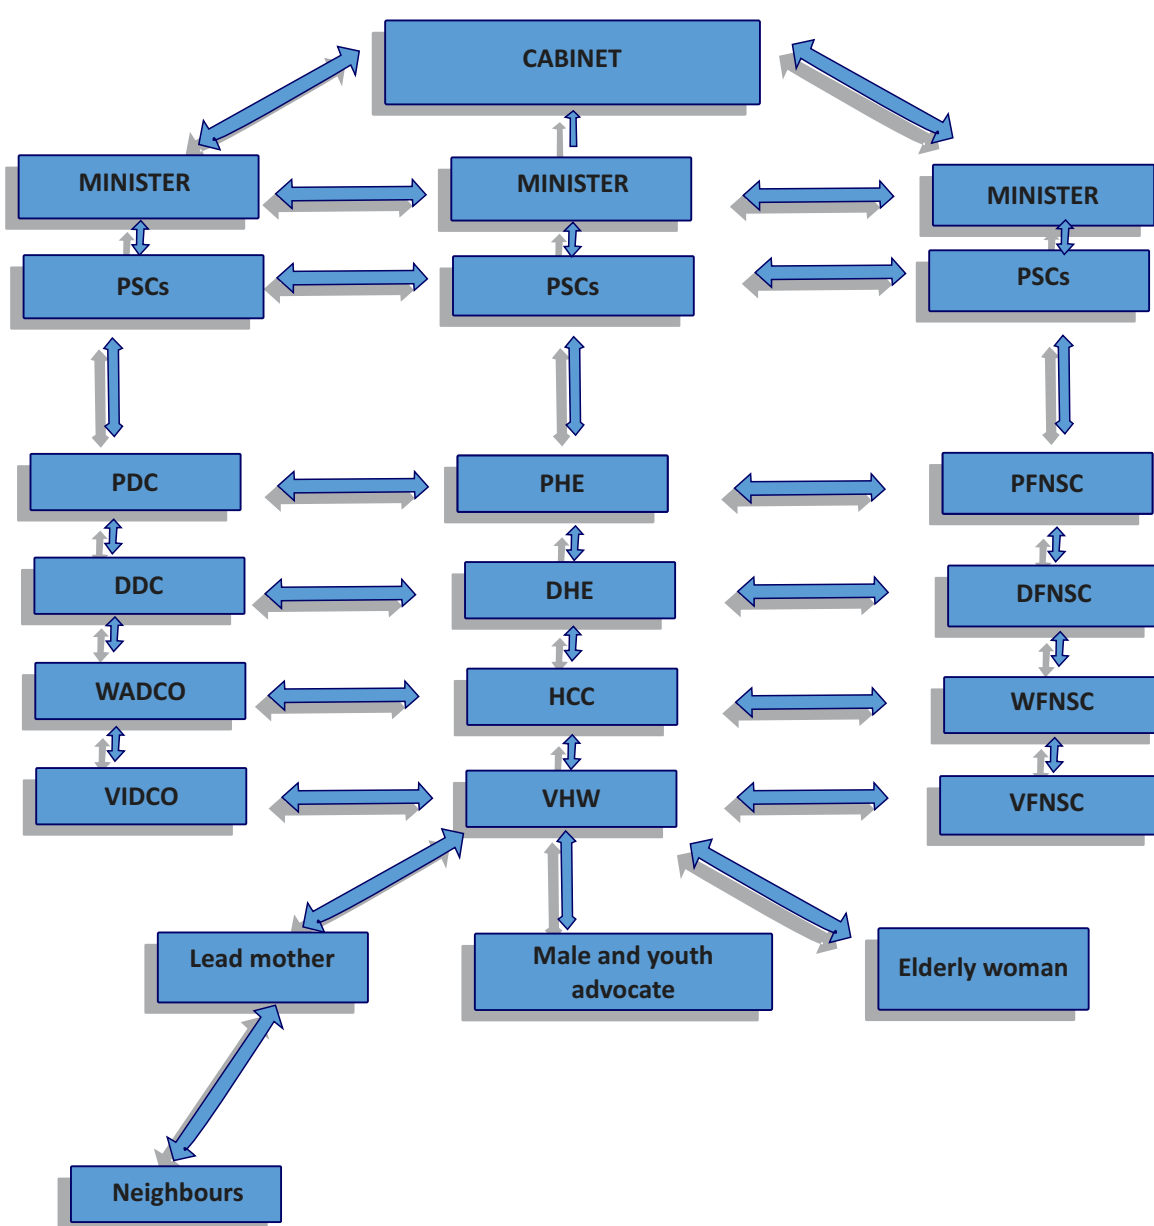 CABINET
MINISTER
MINISTER
MINISTER
PSCs
PSCs
PSCs
PDC
PHE
PFNSC
DDC
DHE
DFNSC
WADCO
HCC
WFNSC
VIDCO
VHW
VFNSC
Lead mother
Male and youth
advocate
Elderly woman
Neighbours